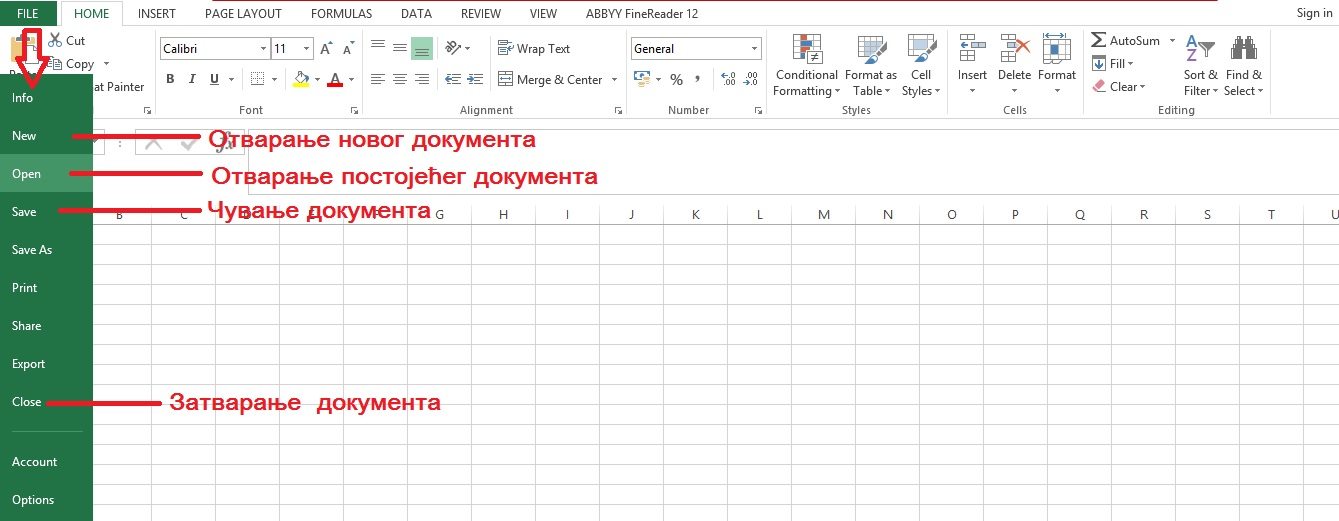 FILE HOME INSERT PAGE LAYOUT FORMULAS DATA REVIEW VIEW ABBYY FineReader 12 Sign in
Cut
Copy
at Painter
Calibri 11 A A
B I U A
Font
Wrap Text
Merge & Center
Alignment
General
% , .00
Number
Conditional Formatting
Format as Table
Cell Styles
Styles
Insert Delete Format
Cells
AutoSum
Fill
Clear
Sort & Filter
Find & Select
Editing
Info
New Отварање новог документа
fx
Open Отварање постојећег документа
Save Чување документа
B C E G H I J K L M N O P Q R S T U
Save As
Print
Share
Export
Close Затварање документа
Account
Options